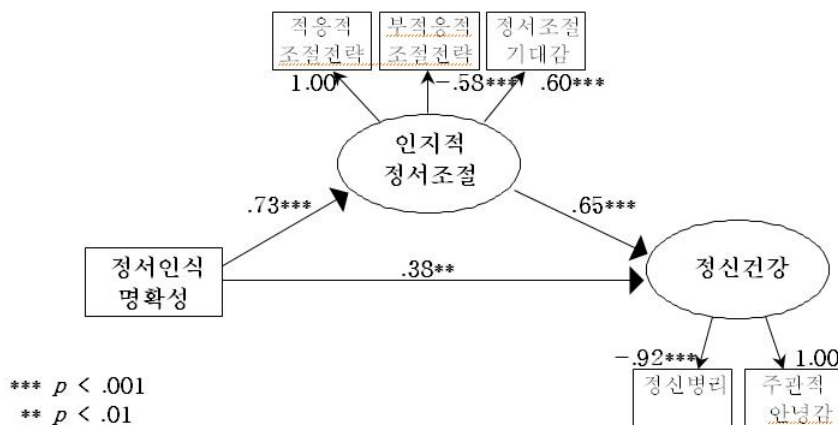 적응적
조절전략
부적응적
조절전략
정서조절
기대감
1.00
-.58***
.60***
인지적
정서조절
.73***
.65***
정서인식
명확성
.38**
정신건강
-.92***
1.00
정신병리
주관적
안녕감
*** p < .001
** p < .01